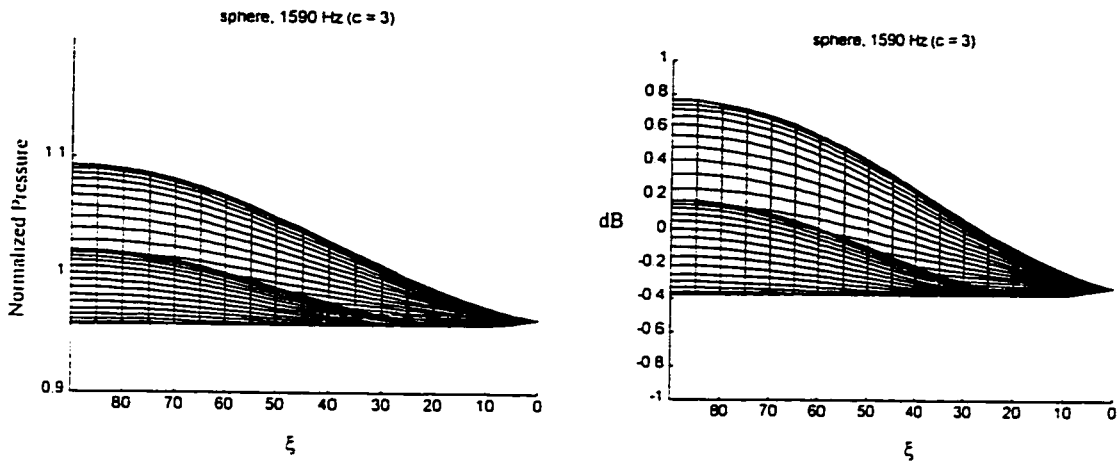 sphere, 1590 Hz (c = 3)
Normalized Pressure
1 1
1
0.9
80 70 60 50 40 30 20 10 0
ξ
sphere, 1590 Hz (c = 3)
dB
1
0.8
0.6
0.4
0.2
0
-0.2
-0.4
-0.6
-0 8
-1
80 70 60 50 40 30 20 10 0
ξ